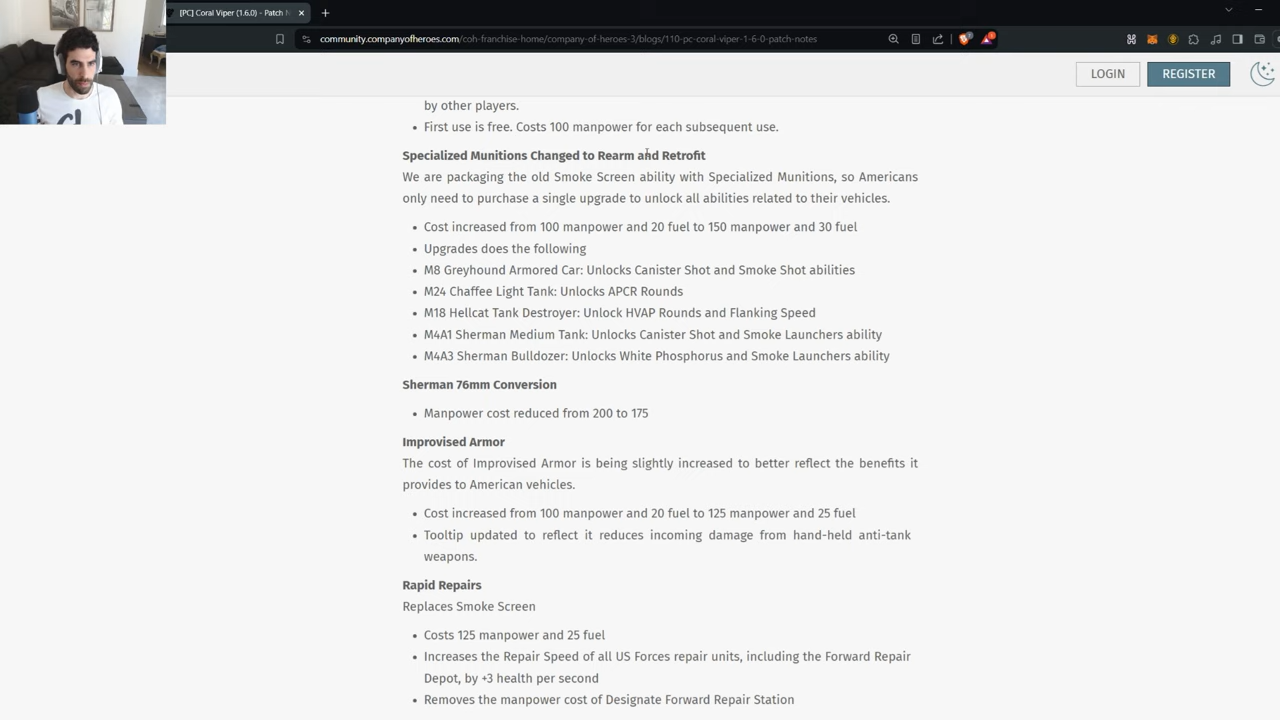 [PC] Coral Viper (1.6.0) - Patch N
community.companyofheroes.com/coh-franchise-home/company-of-heroes-3/blogs/110-pc-coral-viper-1-6-0-patch-notes
LOGIN
REGISTER
by other players.
• First use is free. Costs 100 manpower for each subsequent use.
Specialized Munitions Changed to Rearm and Retrofit
We are packaging the old Smoke Screen ability with Specialized Munitions, so Americans
only need to purchase a single upgrade to unlock all abilities related to their vehicles.
• Cost increased from 100 manpower and 20 fuel to 150 manpower and 30 fuel
• Upgrades does the following
• M8 Greyhound Armored Car: Unlocks Canister Shot and Smoke Shot abilities
• M24 Chaffee Light Tank: Unlocks APCR Rounds
• M18 Hellcat Tank Destroyer: Unlock HVAP Rounds and Flanking Speed
• M4A1 Sherman Medium Tank: Unlocks Canister Shot and Smoke Launchers ability
• M4A3 Sherman Bulldozer: Unlocks White Phosphorus and Smoke Launchers ability
Sherman 76mm Conversion
• Manpower cost reduced from 200 to 175
Improvised Armor
The cost of Improvised Armor is being slightly increased to better reflect the benefits it
provides to American vehicles.
• Cost increased from 100 manpower and 20 fuel to 125 manpower and 25 fuel
• Tooltip updated to reflect it reduces incoming damage from hand-held anti-tank
weapons.
Rapid Repairs
Replaces Smoke Screen
• Costs 125 manpower and 25 fuel
• Increases the Repair Speed of all US Forces repair units, including the Forward Repair
Depot, by +3 health per second
• Removes the manpower cost of Designate Forward Repair Station